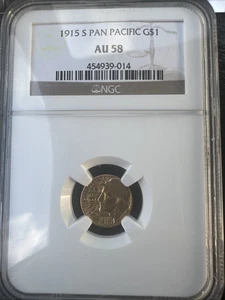 1915 S PAN PACIFIC G$1
AU 58
454939-014
NGC